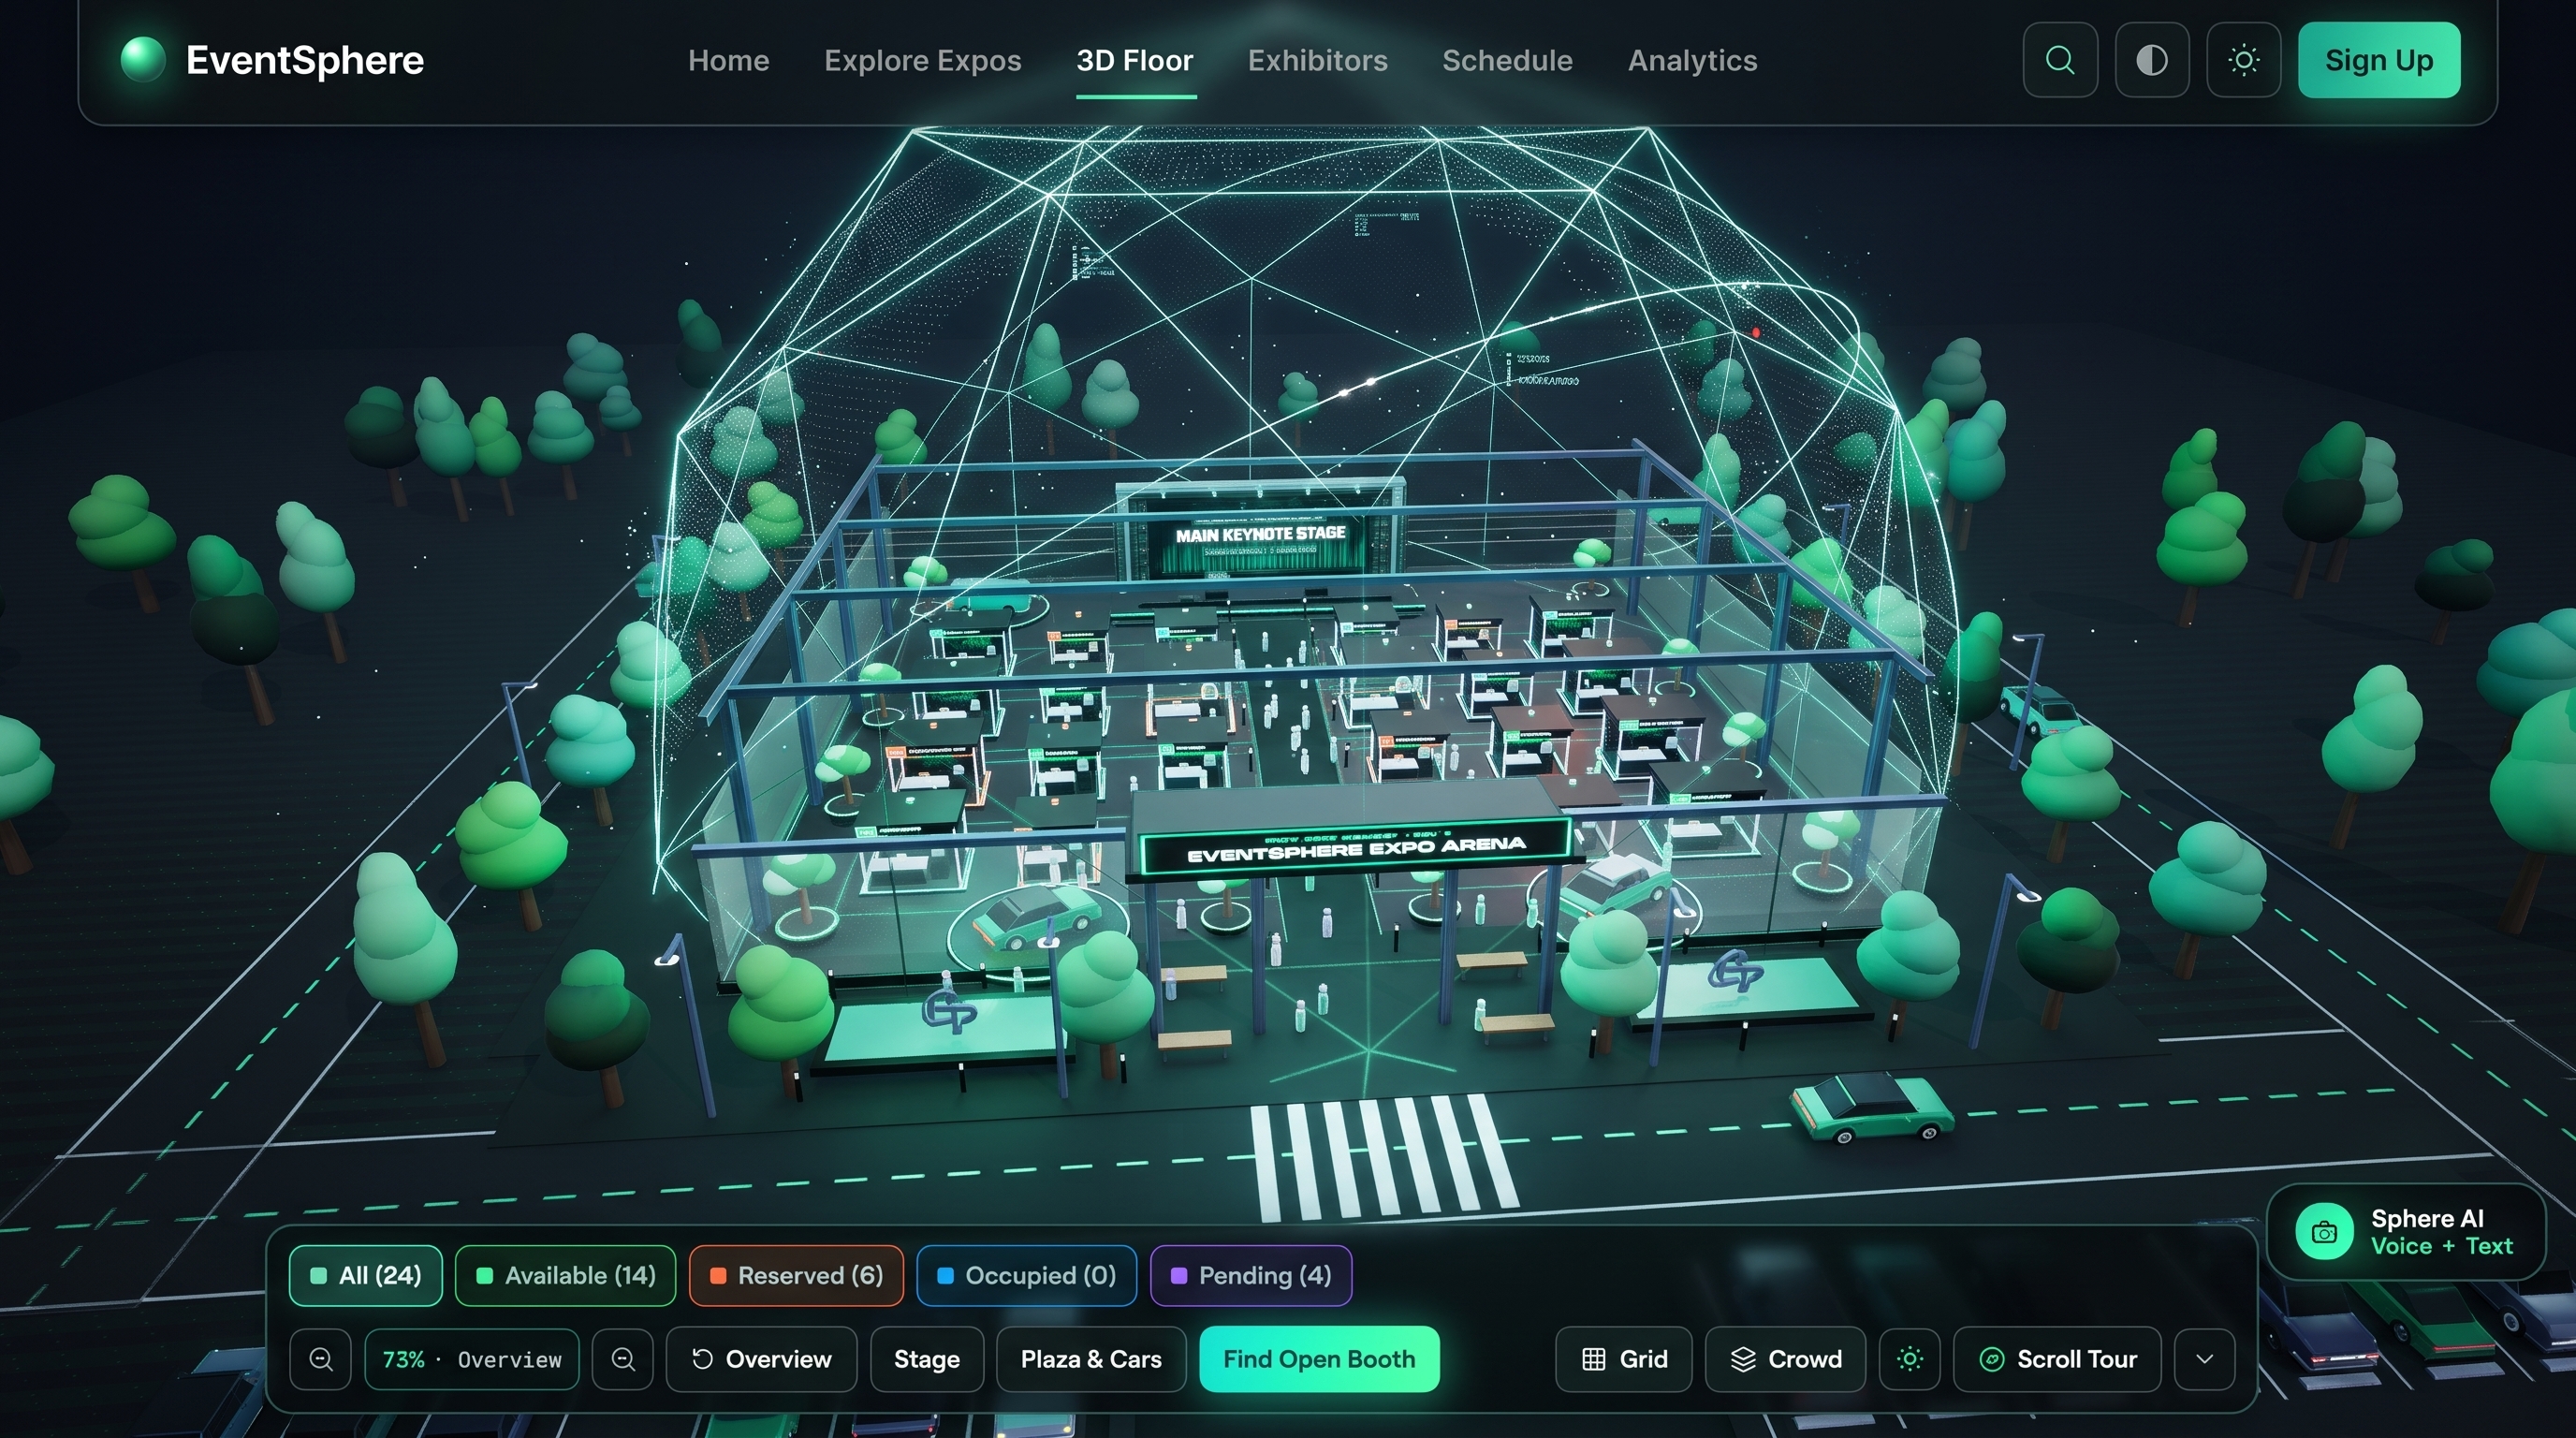 EventSphere
Home
Explore Expos
3D Floor
Exhibitors
Schedule
Analytics
Sign Up
MAIN KEYNOTE STAGE
EVENTSPHERE EXPO ARENA
Sphere AI
Voice + Text
All (24)
Available (14)
Reserved (6)
Occupied (0)
Pending (4)
73% · Overview
Overview
Stage
Plaza & Cars
Find Open Booth
Grid
Crowd
Scroll Tour